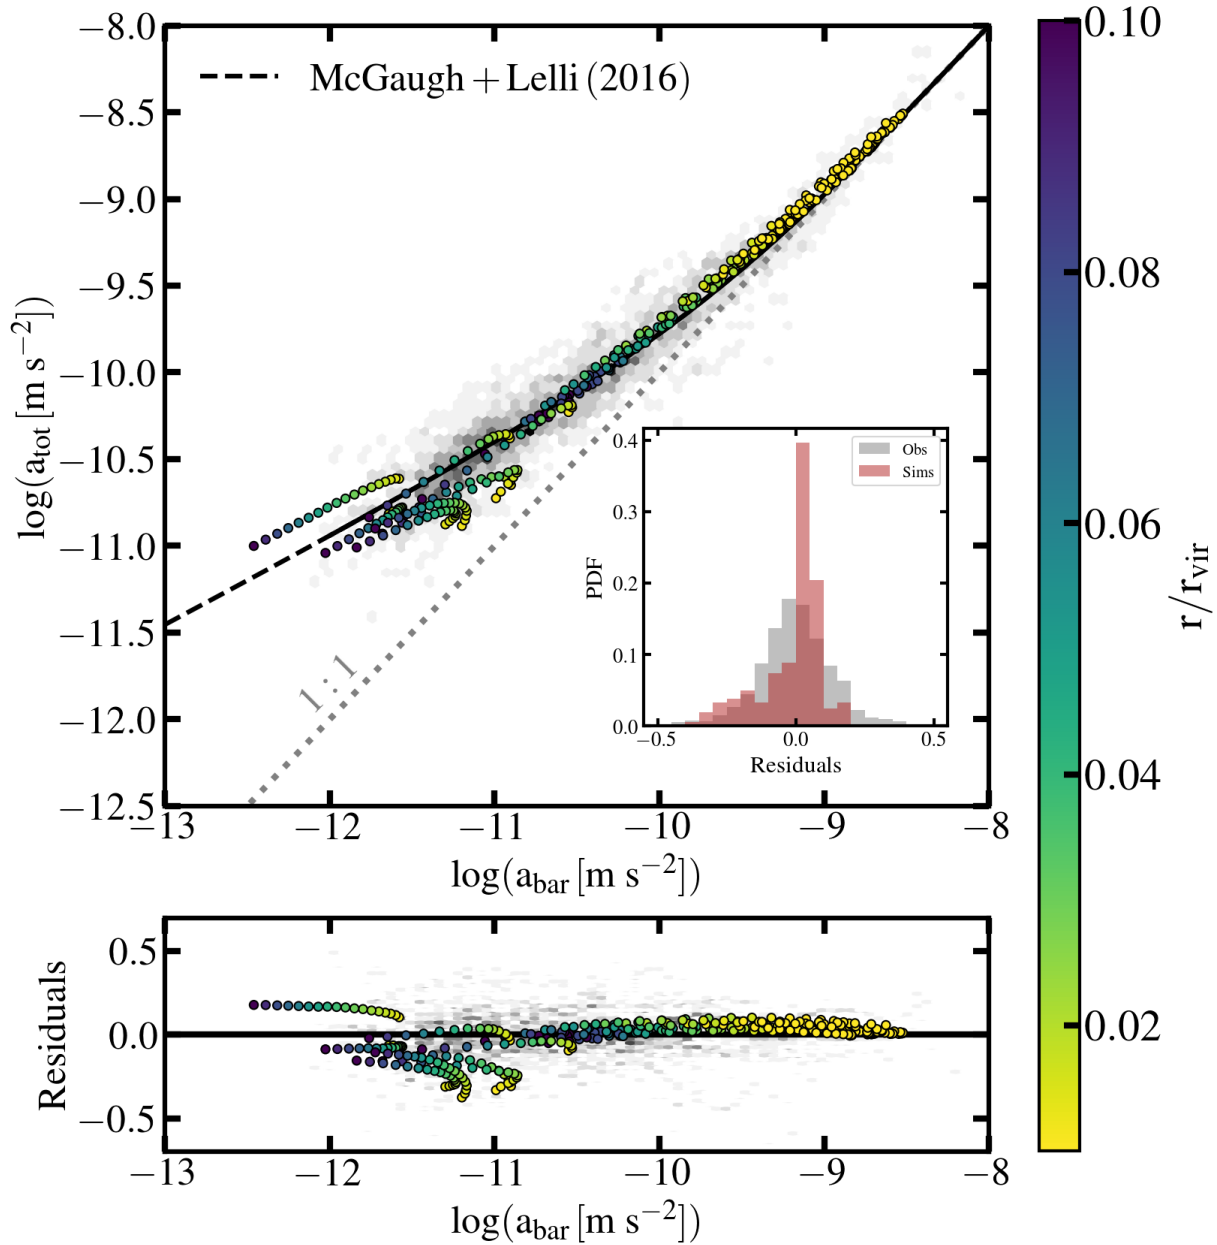 McGaugh + Lelli (2016)
−8.0
−8.5
−9.0
−9.5
−10.0
−10.5
−11.0
−11.5
−12.0
−12.5
log(a_tot [m s⁻²])
1:1
0.4
0.3
0.2
0.1
0.0
PDF
Obs
Sims
−0.5 0.0 0.5
Residuals
−13 −12 −11 −10 −9 −8
log(a_bar [m s⁻²])
0.5
0.0
−0.5
Residuals
−13 −12 −11 −10 −9 −8
log(a_bar [m s⁻²])
0.10
0.08
0.06
0.04
0.02
r/r_vir